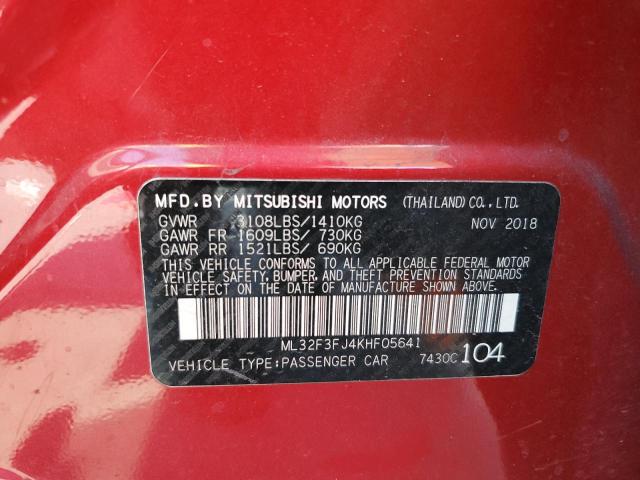 MFD.BY MITSUBISHI MOTORS (THAILAND)CO.,LTD.
GVWR 3108LBS/1410KG NOV 2018
GAWR FR 1609LBS/ 730KG
GAWR RR 1521LBS/ 690KG
THIS VEHICLE CONFORMS TO ALL APPLICABLE FEDERAL MOTOR
VEHICLE SAFETY, BUMPER, AND THEFT PREVENTION STANDARDS
IN EFFECT ON THE DATE OF MANUFACTURE SHOWN ABOVE.
ML32F3FJ4KHF05641
VEHICLE TYPE:PASSENGER CAR 7430C 104